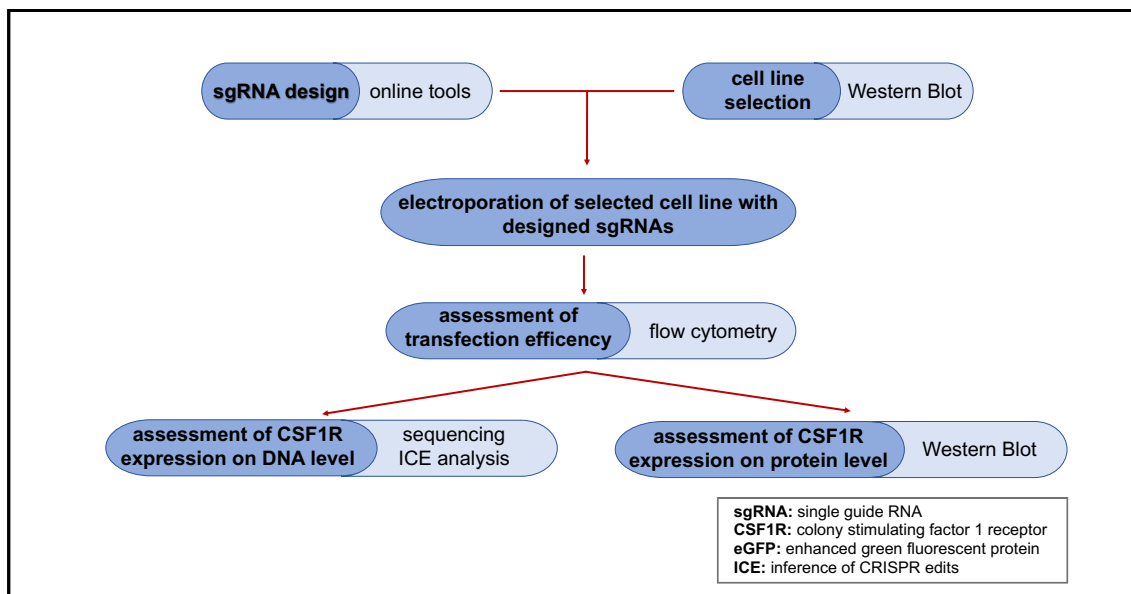 sgRNA design
online tools
cell line
selection
Western Blot
electroporation of selected cell line with
designed sgRNAs
assessment of
transfection efficency
flow cytometry
assessment of CSF1R
expression on DNA level
sequencing
ICE analysis
assessment of CSF1R
expression on protein level
Western Blot
sgRNA: single guide RNA
CSF1R: colony stimulating factor 1 receptor
eGFP: enhanced green fluorescent protein
ICE: inference of CRISPR edits